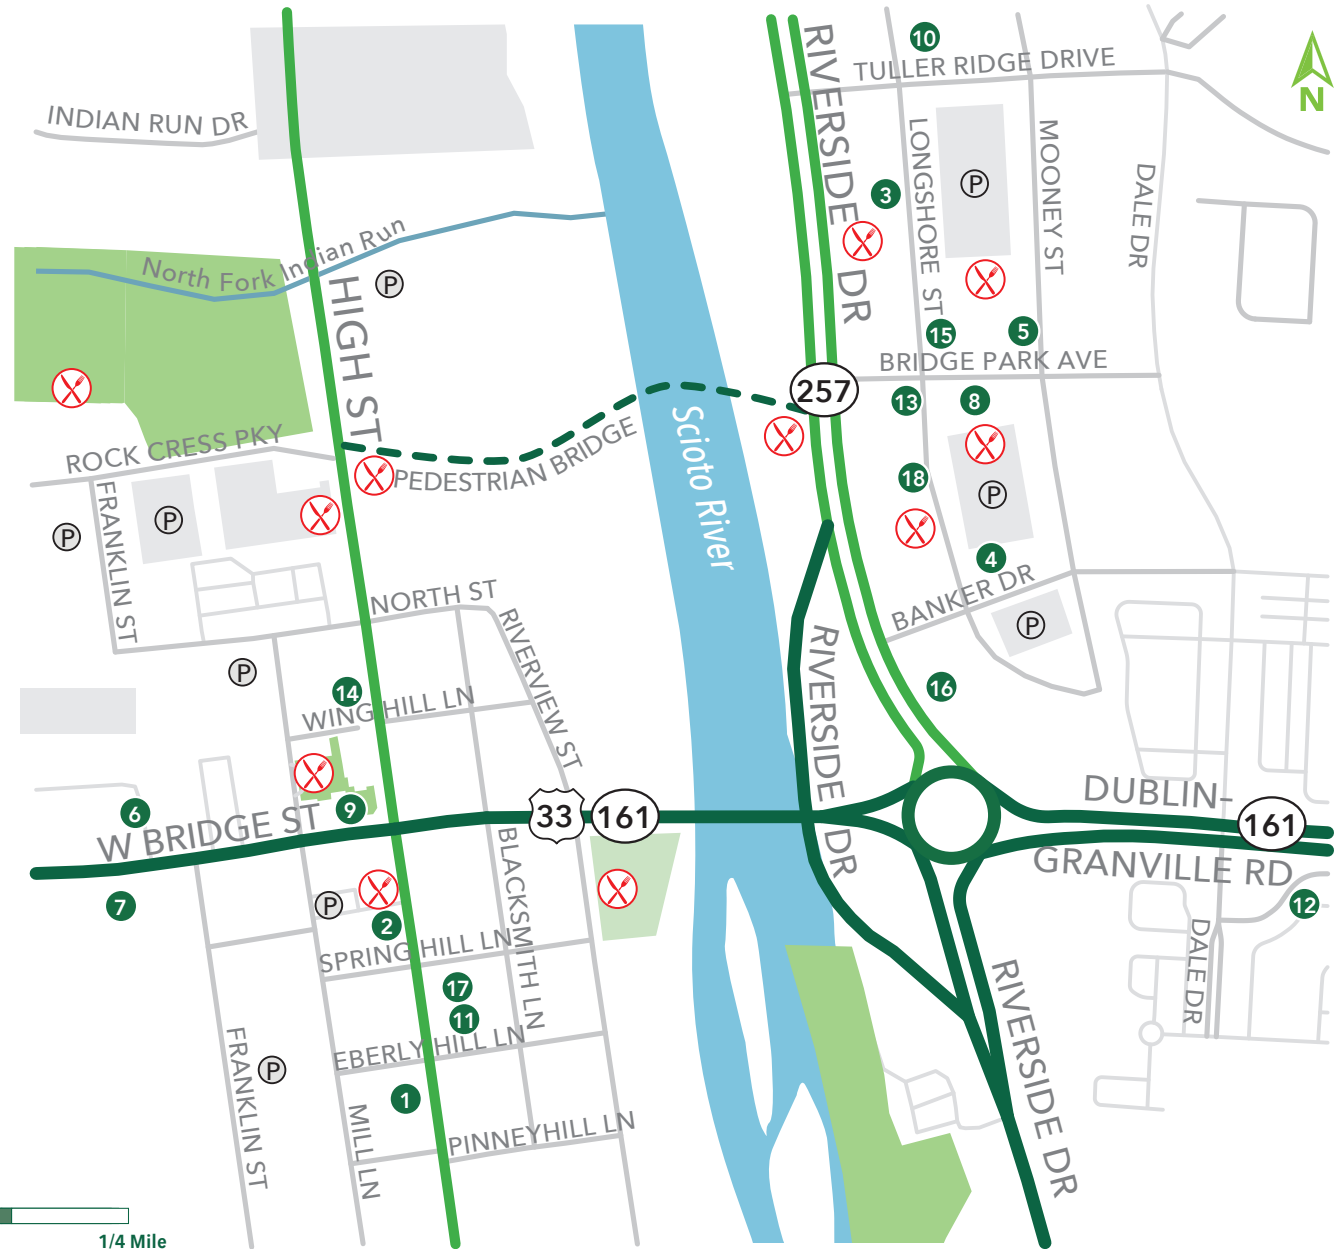 10
TULLER RIDGE DRIVE
N
INDIAN RUN DR
RIVERSIDE DR
LONGSHORE ST
MOONEY ST
DALE DR
P
3
North Fork Indian Run
P
HIGH ST
15
5
BRIDGE PARK AVE
257
13
8
Scioto River
PEDESTRIAN BRIDGE
ROCK CRESS PKY
FRANKLIN ST
P
P
18
P
4
BANKER DR
P
NORTH ST
RIVERVIEW ST
RIVERSIDE DR
P
14
WING HILL LN
16
6
9
W BRIDGE ST
33
161
DUBLIN-
GRANVILLE RD
161
7
P
2
BLACKSMITH LN
12
SPRING HILL LN
DALE DR
17
11
EBERLY HILL LN
RIVERSIDE DR
FRANKLIN ST
P
1
MILL LN
PINNEYHILL LN
1/4 Mile